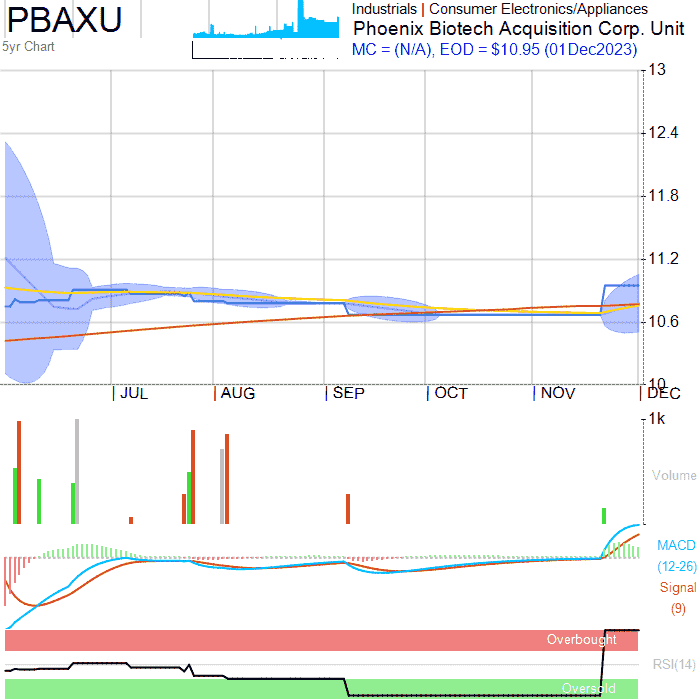 PBAXU
Industrials | Consumer Electronics/Appliances
Phoenix Biotech Acquisition Corp. Unit
5yr Chart
MC = (N/A), EOD = $10.95 (01Dec2023)
13
12.4
11.8
11.2
10.6
10
JUL AUG SEP OCT NOV DEC
1k
Volume
MACD
(12-26)
Signal
(9)
Overbought
RSI(14)
Oversold